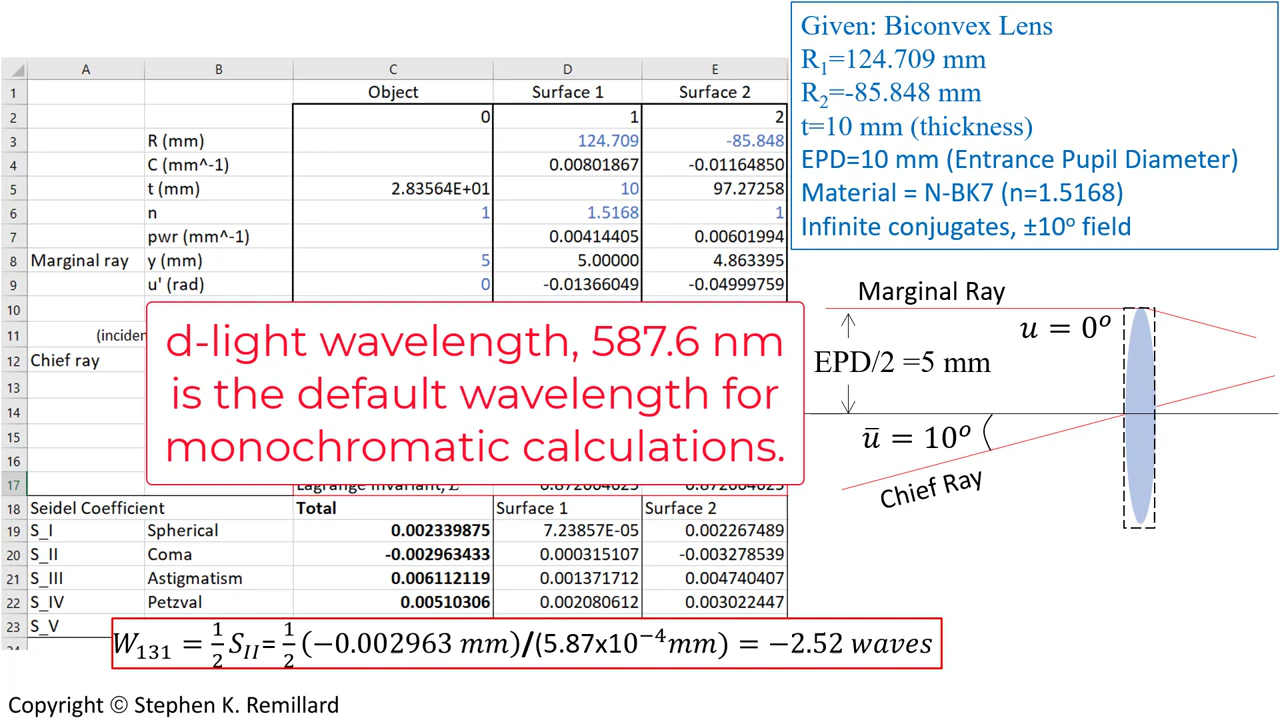 Given: Biconvex Lens
R1=124.709 mm
R2=-85.848 mm
t=10 mm (thickness)
EPD=10 mm (Entrance Pupil Diameter)
Material = N-BK7 (n=1.5168)
Infinite conjugates, ±10° field
A B C D E
1 Object Surface 1 Surface 2
2 0 1 2
3 R (mm) 124.709 -85.848
4 C (mm^-1) 0.00801867 -0.01164850
5 t (mm) 2.83564E+01 10 97.27258
6 n 1 1.5168 1
7 pwr (mm^-1) 0.00414405 0.00601994
8 Marginal ray y (mm) 5 5.00000 4.863395
9 u' (rad) 0 -0.01366049 -0.04999759
10
11 (inciden
12 Chief ray
13
14
15
16
17 Lagrange Invariant, L 0.872604025 0.872604025
d-light wavelength, 587.6 nm
is the default wavelength for
monochromatic calculations.
18 Seidel Coefficient Total Surface 1 Surface 2
19 S_I Spherical 0.002339875 7.23857E-05 0.002267489
20 S_II Coma -0.002963433 0.000315107 -0.003278539
21 S_III Astigmatism 0.006112119 0.001371712 0.004740407
22 S_IV Petzval 0.00510306 0.002080612 0.003022447
23 S_V
W131 = 1/2 SII= 1/2 (−0.002963 mm)/(5.87x10−4mm) = −2.52 waves
Marginal Ray
u = 0o
EPD/2 =5 mm
ū = 10o
Chief Ray
Copyright © Stephen K. Remillard